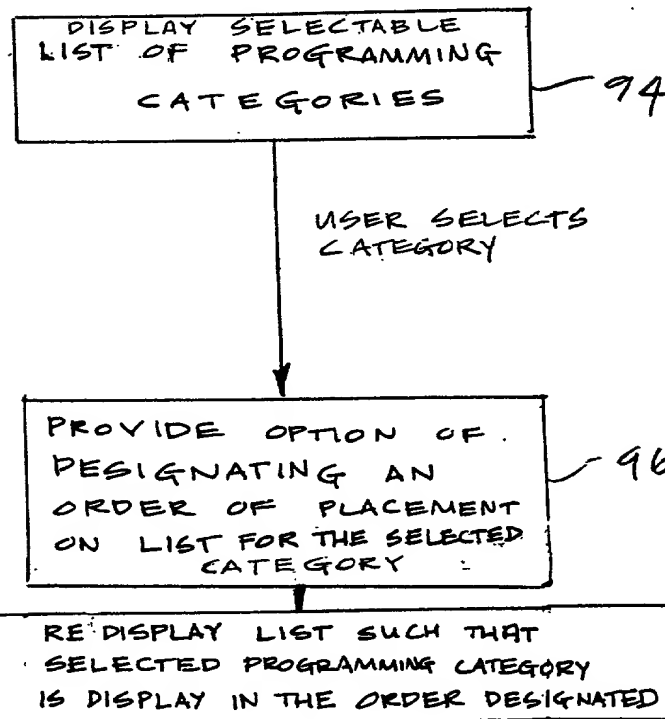 DISPLAY SELECTABLE
LIST OF PROGRAMMING
CATEGORIES
94
USER SELECTS
CATEGORY
PROVIDE OPTION OF
DESIGNATING AN
ORDER OF PLACEMENT
ON LIST FOR THE SELECTED
CATEGORY
96
RE DISPLAY LIST SUCH THAT
SELECTED PROGRAMMING CATEGORY
IS DISPLAY IN THE ORDER DESIGNATED